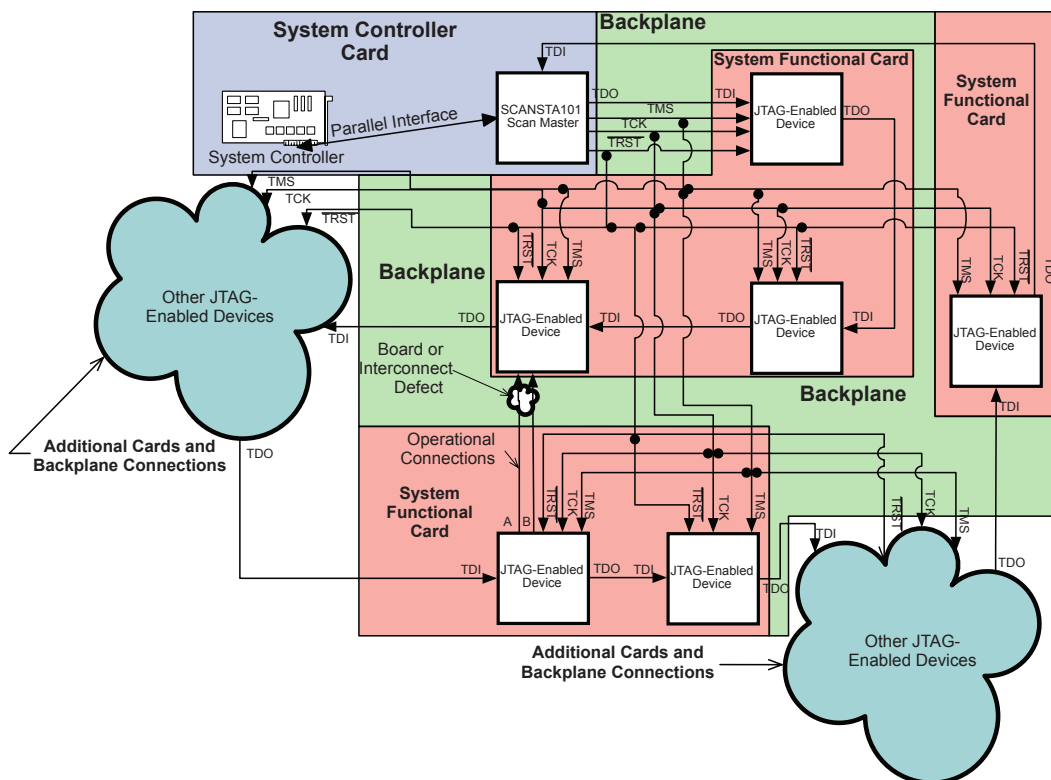 System Controller
Card
Backplane
TDI
System Functional Card
System
Functional
Card
SCANSTA101
Scan Master
TDO
TMS
TCK
TRST
TDI
JTAG-Enabled
Device
TDO
Parallel Interface
System Controller
TMS
TCK
TRST
TRST
TCK
TMS
TMS
TCK
TRST
TMS
TCK
TRST
TDO
Backplane
Other JTAG-
Enabled Devices
TDI
TDO
JTAG-Enabled
Device
TDI
TDO
JTAG-Enabled
Device
TDI
JTAG-Enabled
Device
Board or
Interconnect
Defect
Backplane
TDI
Additional Cards and
Backplane Connections
TDO
Operational
Connections
System
Functional
Card
A
B
TRST
TCK
TMS
TRST
TCK
TMS
TRST
TCK
TMS
TDI
TDI
JTAG-Enabled
Device
TDO
TDI
JTAG-Enabled
Device
TDO
TDO
Other JTAG-
Enabled Devices
Additional Cards and
Backplane Connections